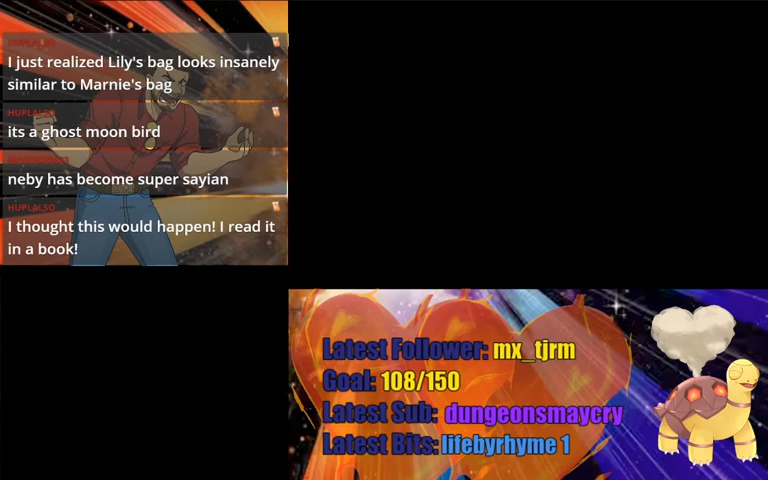 HUPLALSO
I just realized Lily's bag looks insanely
similar to Marnie's bag
HUPLALSO
its a ghost moon bird
neby has become super sayian
HUPLALSO
I thought this would happen! I read it
in a book!
Latest Follower: mx_tjrm
Goal: 108/150
Latest Sub: dungeonsmaycry
Latest Bits: lifebyrhyme 1